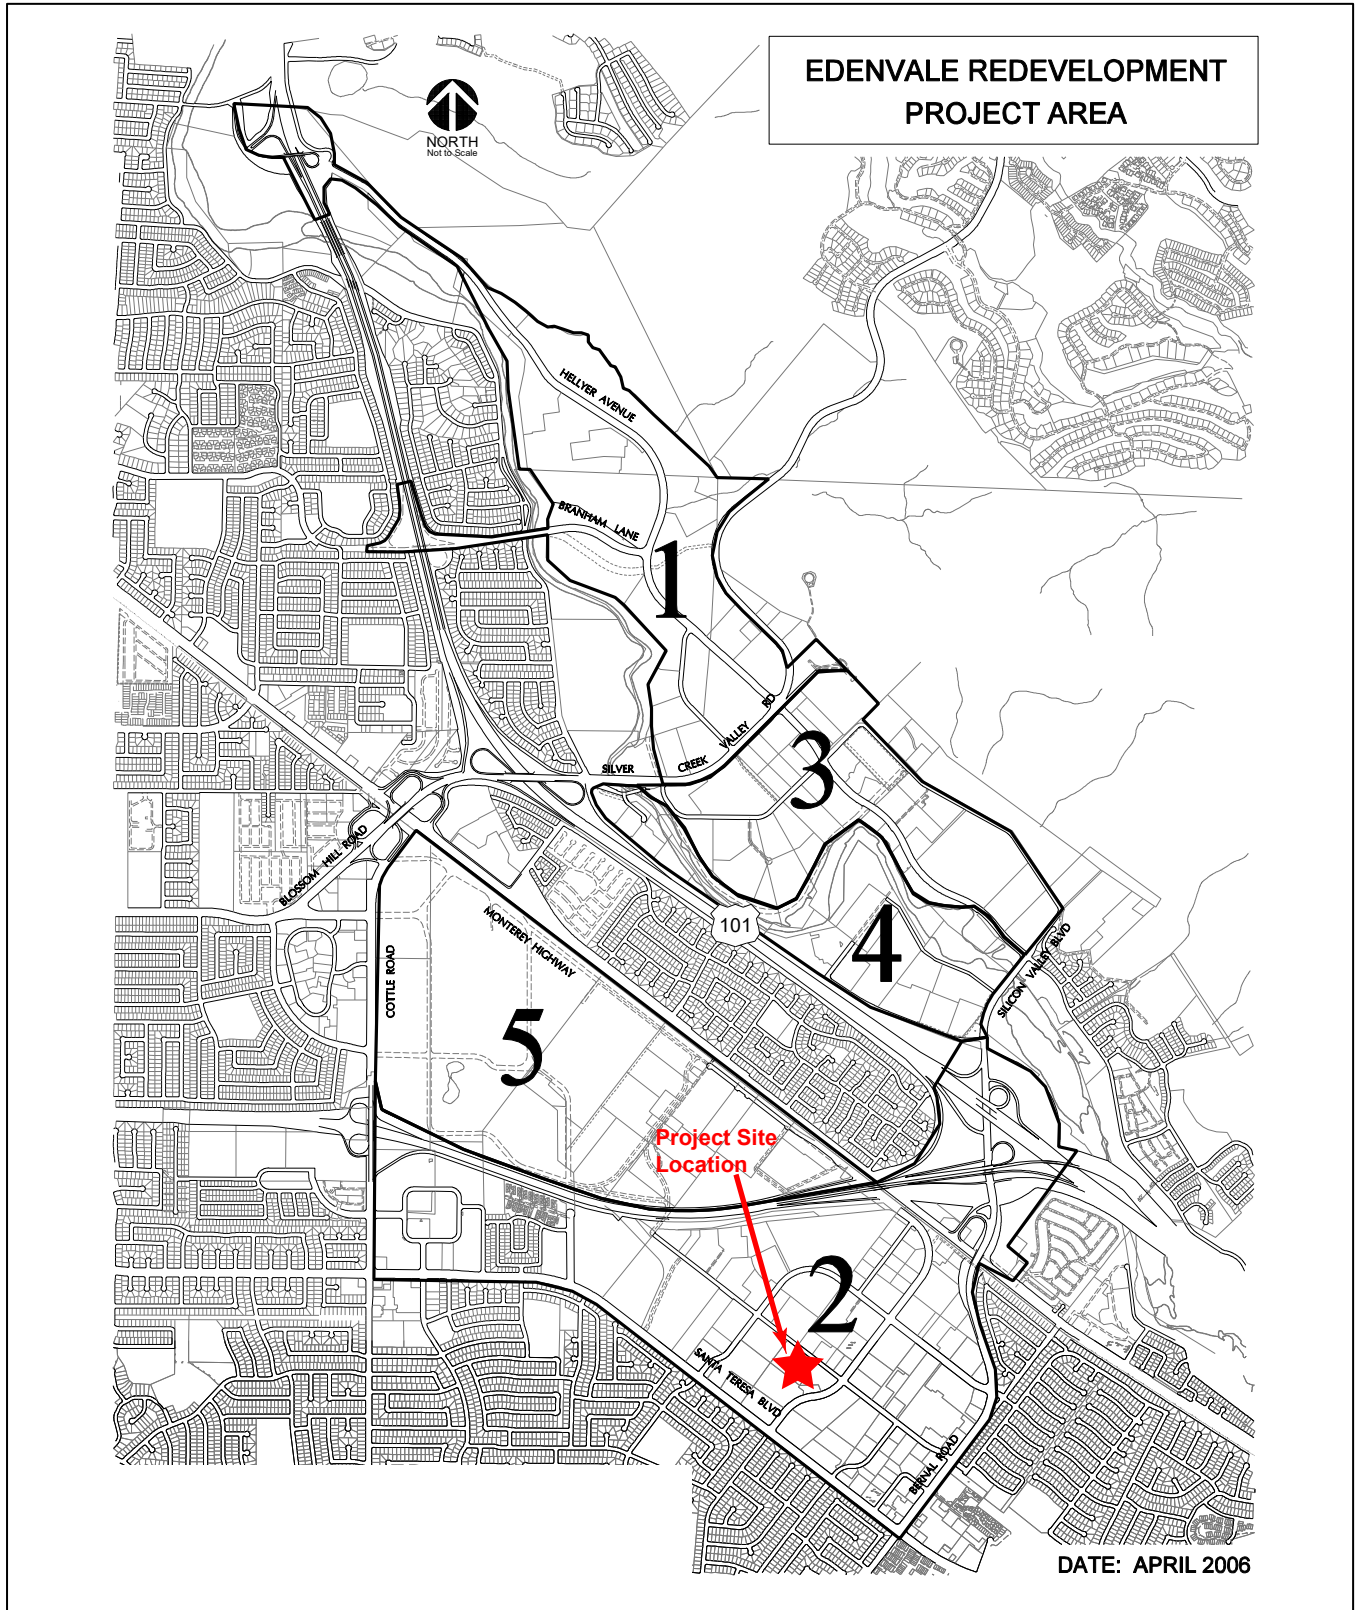 EDENVALE REDEVELOPMENT
PROJECT AREA
NORTH
Not to Scale
HELLYER AVENUE
BRANHAM LANE
1
SILVER CREEK VALLEY RD
3
BLOSSOM HILL ROAD
MONTEREY HIGHWAY
101
4
SILICON VALLEY BLVD
COTTLE ROAD
5
Project Site
Location
2
SANTA TERESA BLVD
BERNAL ROAD
DATE: APRIL 2006